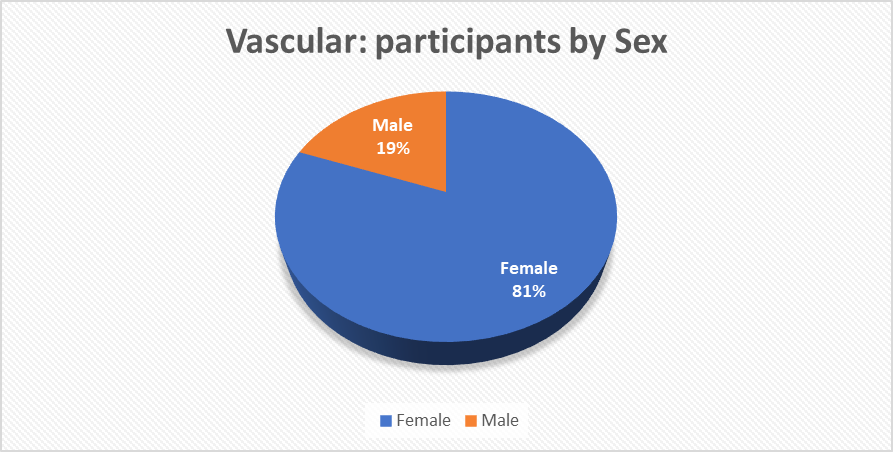 Vascular: participants by Sex
Male
19%
Female
81%
Female Male